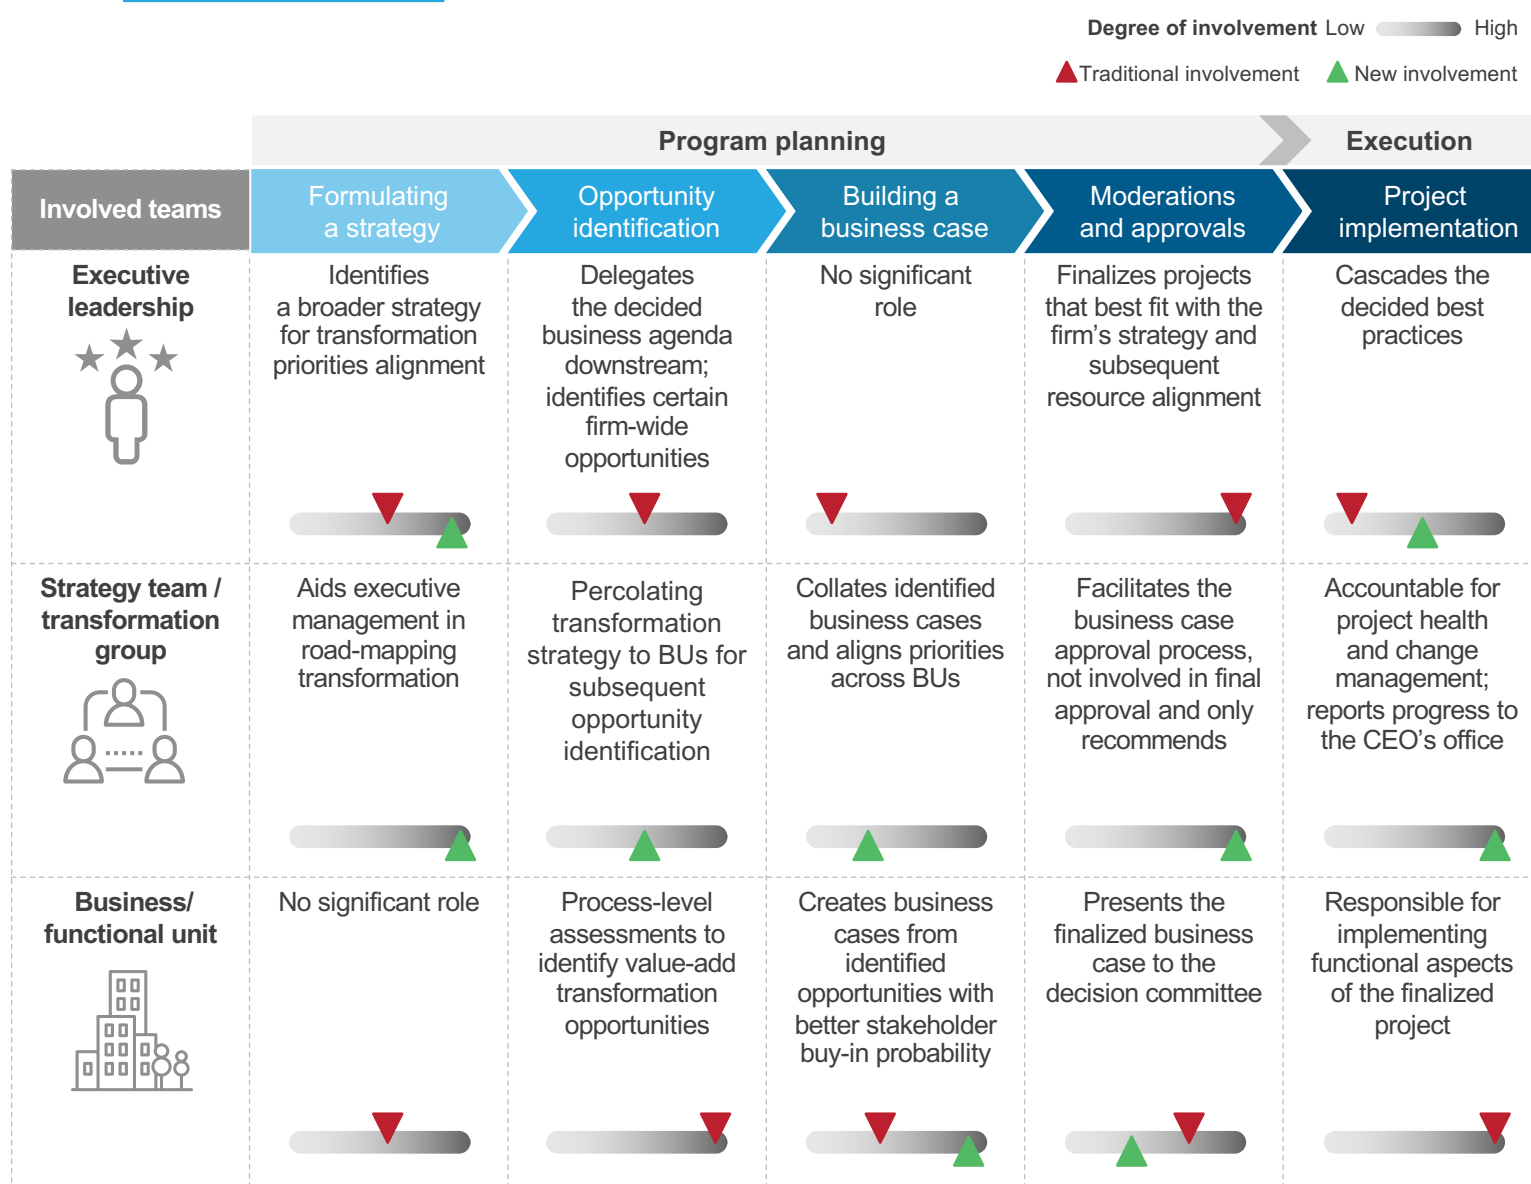 Degree of involvement Low High
Traditional involvement New involvement
Program planning
Execution
Involved teams
Formulating
a strategy
Opportunity
identification
Building a
business case
Moderations
and approvals
Project
implementation
Executive
leadership
Identifies
a broader strategy
for transformation
priorities alignment
Delegates
the decided
business agenda
downstream;
identifies certain
firm-wide
opportunities
No significant
role
Finalizes projects
that best fit with the
firm’s strategy and
subsequent
resource alignment
Cascades the
decided best
practices
Strategy team /
transformation
group
Aids executive
management in
road-mapping
transformation
Percolating
transformation
strategy to BUs for
subsequent
opportunity
identification
Collates identified
business cases
and aligns priorities
across BUs
Facilitates the
business case
approval process,
not involved in final
approval and only
recommends
Accountable for
project health
and change
management;
reports progress to
the CEO’s office
Business/
functional unit
No significant role
Process-level
assessments to
identify value-add
transformation
opportunities
Creates business
cases from
identified
opportunities with
better stakeholder
buy-in probability
Presents the
finalized business
case to the
decision committee
Responsible for
implementing
functional aspects
of the finalized
project